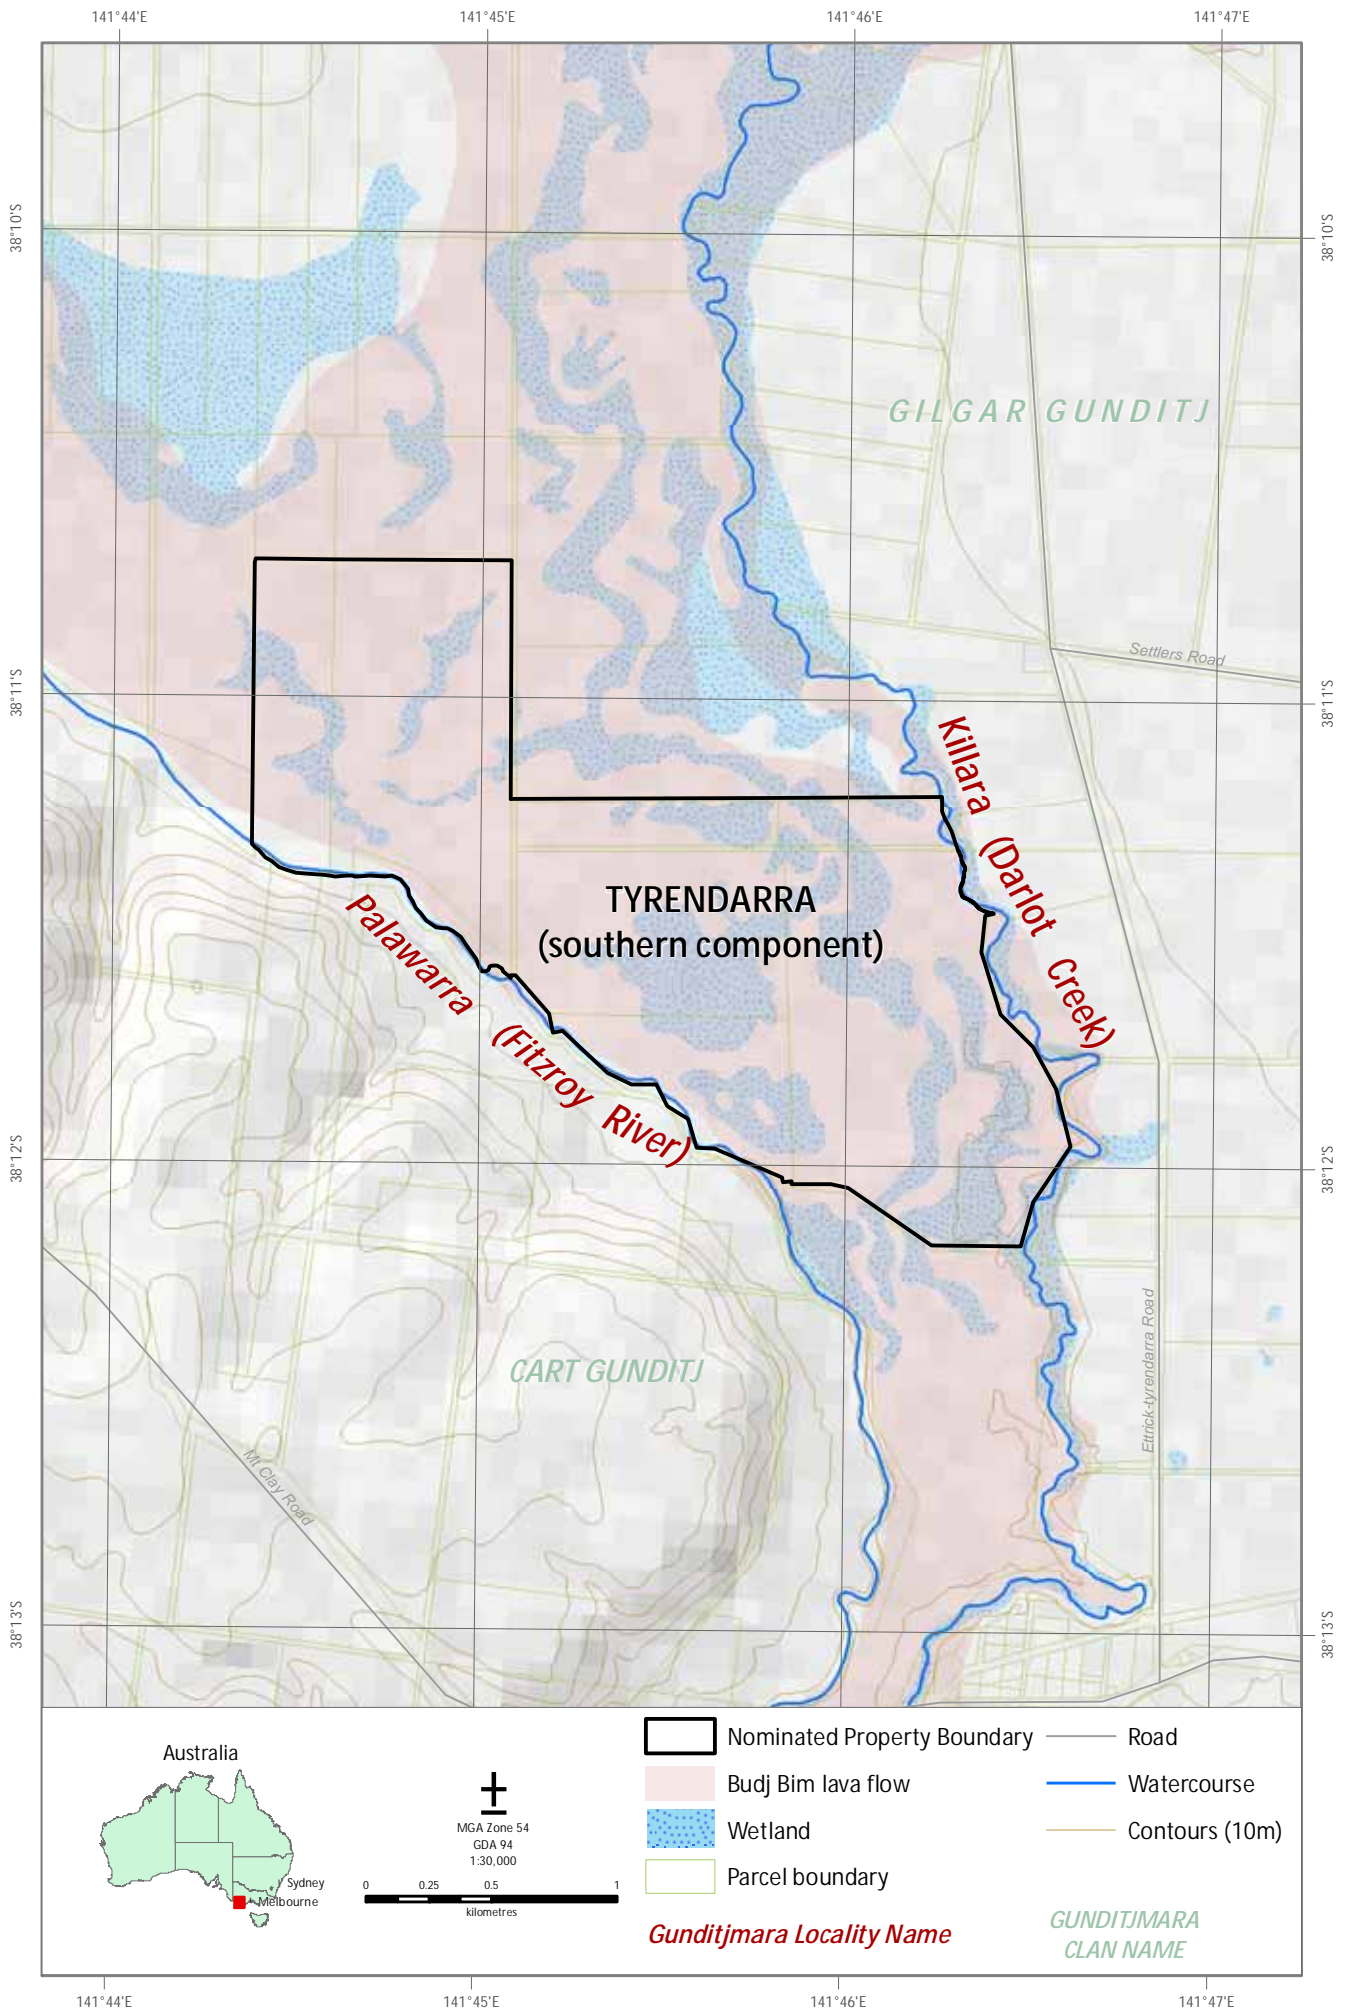 141°44'E
141°45'E
141°46'E
141°47'E
38°10'S
38°10'S
GILGAR GUNDITJ
Settlers Road
38°11'S
38°11'S
Killara (Darlot Creek)
TYRENDARRA
(southern component)
Palawarra (Fitzroy River)
38°12'S
38°12'S
Ettrick-tyrendarra Road
CART GUNDITJ
Mt Clay Road
38°13'S
38°13'S
Australia
Sydney
Melbourne
MGA Zone 54
GDA 94
1:30,000
0 0.25 0.5 1
kilometres
Nominated Property Boundary
Budj Bim lava flow
Wetland
Parcel boundary
Gunditjmara Locality Name
Road
Watercourse
Contours (10m)
GUNDITJMARA
CLAN NAME
141°44'E
141°45'E
141°46'E
141°47'E